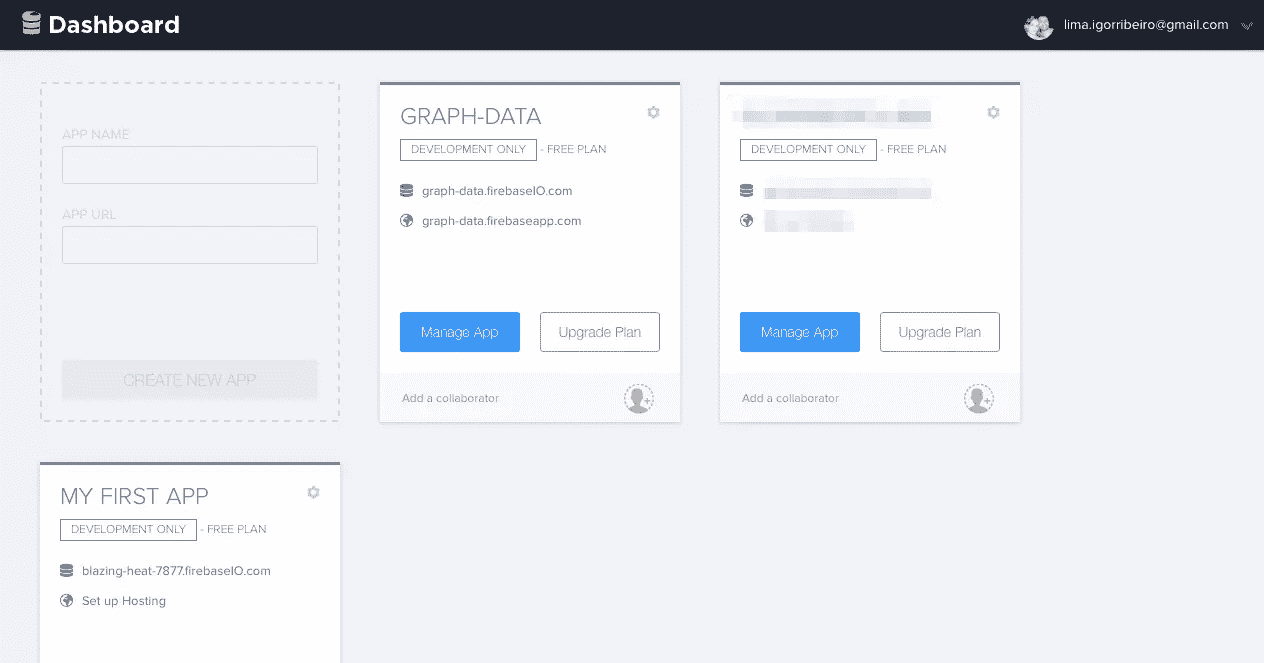 Dashboard
lima.igorribeiro@gmail.com
APP NAME
APP URL
CREATE NEW APP
GRAPH-DATA
DEVELOPMENT ONLY - FREE PLAN
graph-data.firebaseIO.com
graph-data.firebaseapp.com
Manage App
Upgrade Plan
Add a collaborator
DEVELOPMENT ONLY - FREE PLAN
Manage App
Upgrade Plan
Add a collaborator
MY FIRST APP
DEVELOPMENT ONLY - FREE PLAN
blazing-heat-7877.firebaseIO.com
Set up Hosting